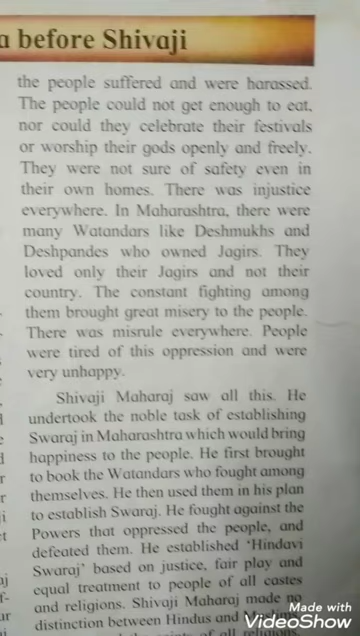 a before Shivaji
the people suffered and were harassed.
The people could not get enough to eat,
nor could they celebrate their festivals
or worship their gods openly and freely.
They were not sure of safety even in
their own homes. There was injustice
everywhere. In Maharashtra, there were
many Watandars like Deshmukhs and
Deshpandes who owned Jagirs. They
loved only their Jagirs and not their
country. The constant fighting among
them brought great misery to the people.
There was misrule everywhere. People
were tired of this oppression and were
very unhappy.
Shivaji Maharaj saw all this. He
undertook the noble task of establishing
Swaraj in Maharashtra which would bring
happiness to the people. He first brought
to book the Watandars who fought among
themselves. He then used them in his plan
to establish Swaraj. He fought against the
Powers that oppressed the people, and
defeated them. He established ‘Hindavi
Swaraj’ based on justice, fair play and
equal treatment to people of all castes
and religions. Shivaji Maharaj made no
distinction between Hindus and
of all religions.
Made with
VideoShow